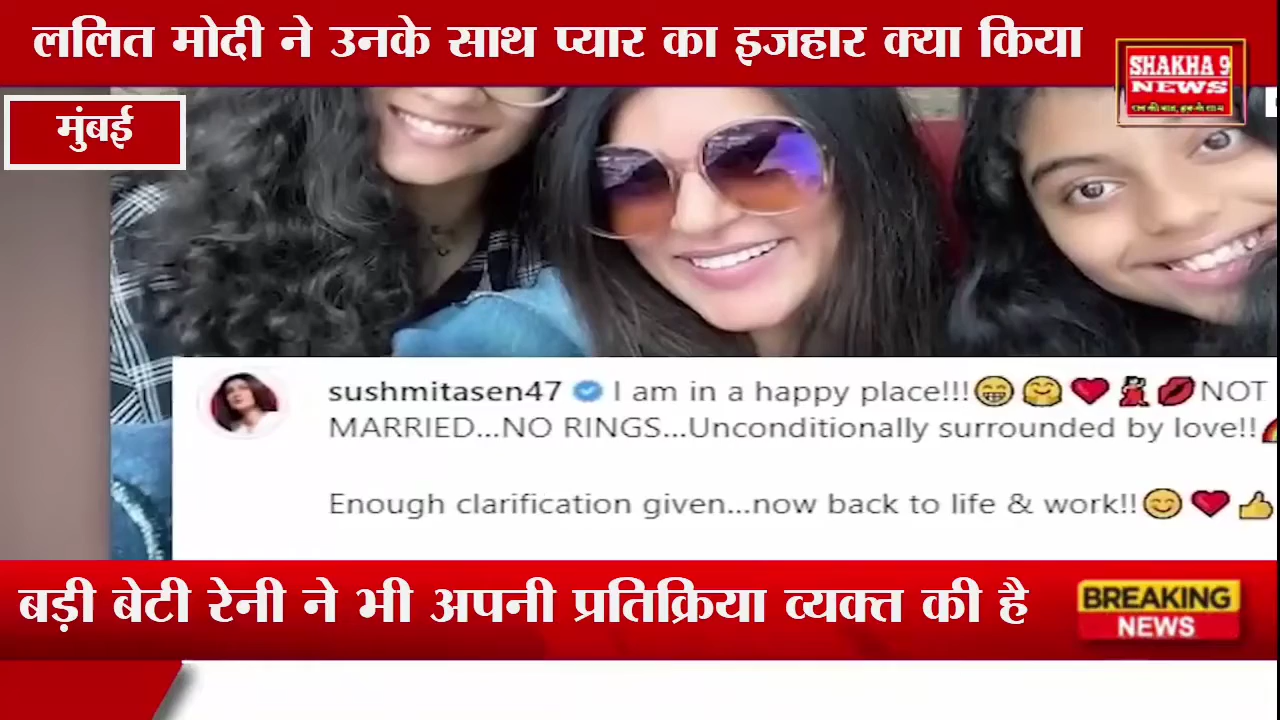 ललित मोदी ने उनके साथ प्यार का इजहार क्या किया
SHAKHA 9
NEWS
मुंबई
sushmitasen47 I am in a happy place!!!😁🤗❤️💃💋NOT
MARRIED...NO RINGS...Unconditionally surrounded by love!!
Enough clarification given...now back to life & work!!😊❤️👍
बड़ी बेटी रेनी ने भी अपनी प्रतिक्रिया व्यक्त की है
BREAKING
NEWS